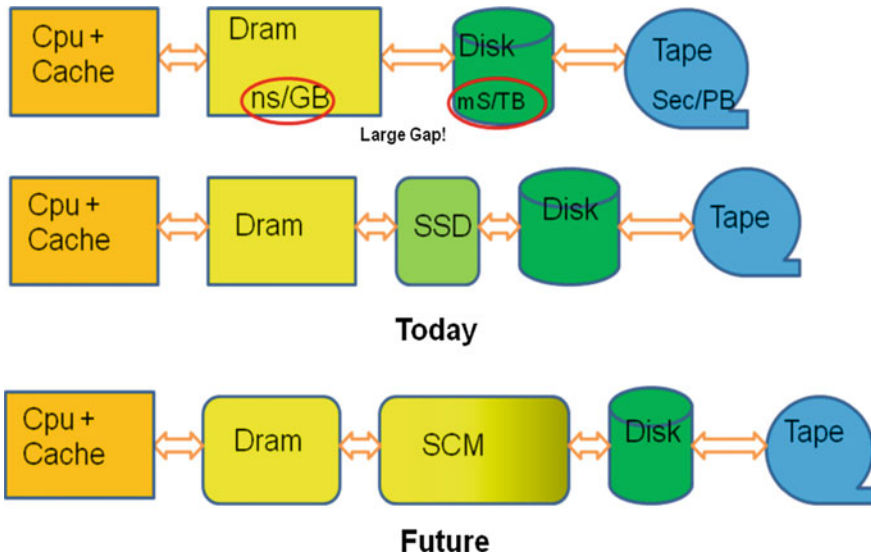 Cpu +
Cache
Dram
ns/GB
Disk
mS/TB
Tape
Sec/PB
Large Gap!
Cpu +
Cache
Dram
SSD
Disk
Tape
Today
Cpu +
Cache
Dram
SCM
Disk
Tape
Future